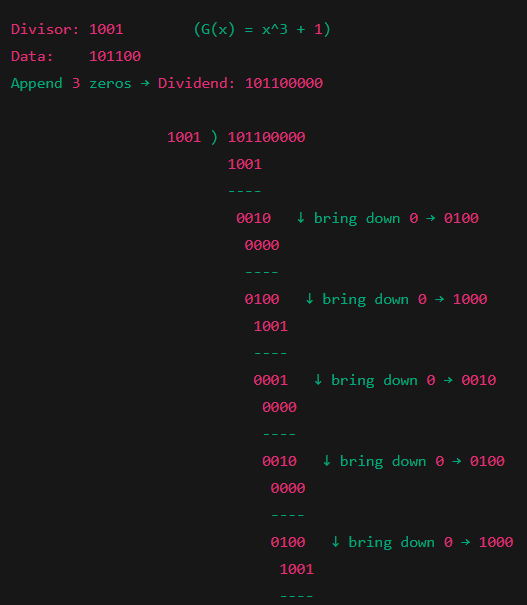 Divisor: 1001        (G(x) = x^3 + 1)
Data:    101100
Append 3 zeros → Dividend: 101100000
1001 ) 101100000
1001
----
0010   ↓ bring down 0 → 0100
0000
----
0100   ↓ bring down 0 → 1000
1001
----
0001   ↓ bring down 0 → 0010
0000
----
0010   ↓ bring down 0 → 0100
0000
----
0100   ↓ bring down 0 → 1000
1001
----